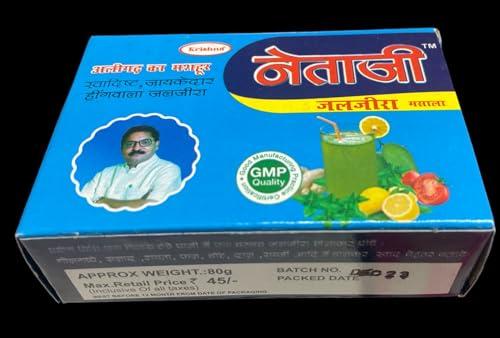 Krishna
अलीगढ़ का मशहूर
स्वादिष्ट, जायकेदार
हींगवाला जलजीरा
नेताजी TM
जलजीरा मसाला
Good Manufacturing Practice Certification
GMP
Quality
APPROX WEIGHT.:80g
Max.Retail Price ₹ 45/-
(Inclusive Of all taxes)
BEST BEFORE 12 MONTH FROM DATE OF PACKAGING
BATCH NO.
PACKED DATE